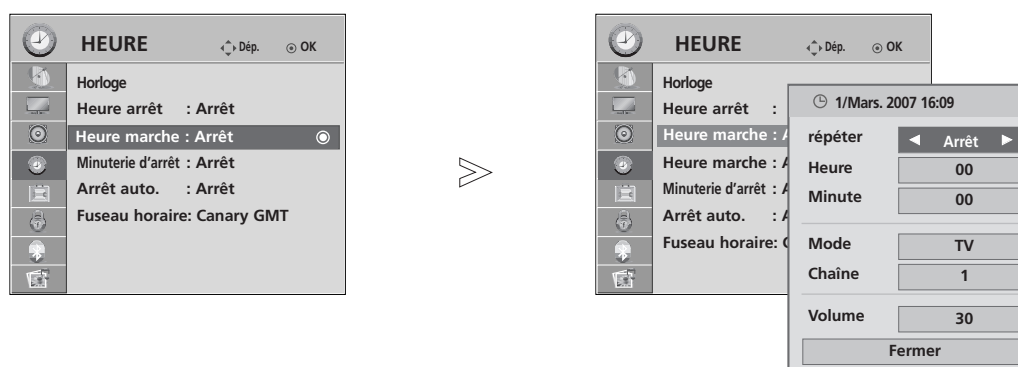 HEURE Dép. OK
Horloge
Heure arrêt : Arrêt
Heure marche : Arrêt
Minuterie d'arrêt : Arrêt
Arrêt auto. : Arrêt
Fuseau horaire: Canary GMT
HEURE Dép. OK
Horloge
Heure arrêt :
Heure marche : A
Heure marche : A
Minuterie d'arrêt : A
Arrêt auto. : A
Fuseau horaire: C
1/Mars. 2007 16:09
répéter Arrêt
Heure 00
Minute 00
Mode TV
Chaîne 1
Volume 30
Fermer